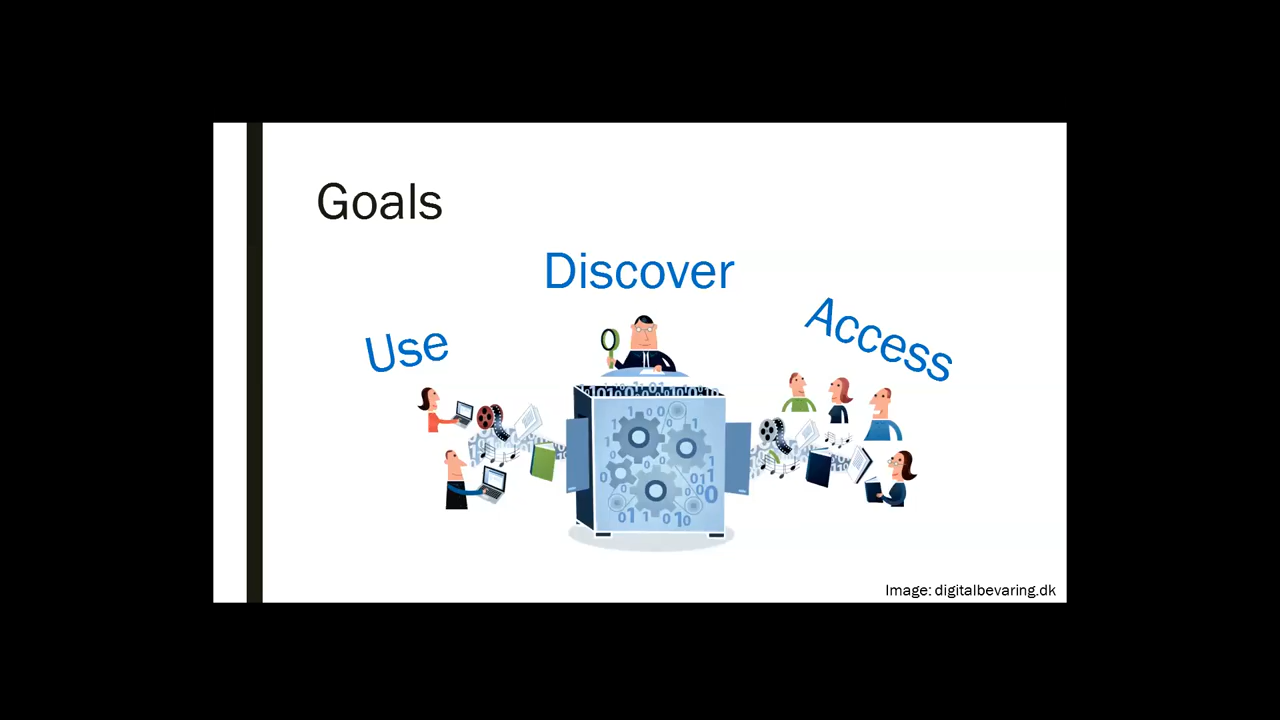 Goals
Discover
Use
Access
Image: digitalbevaring.dk